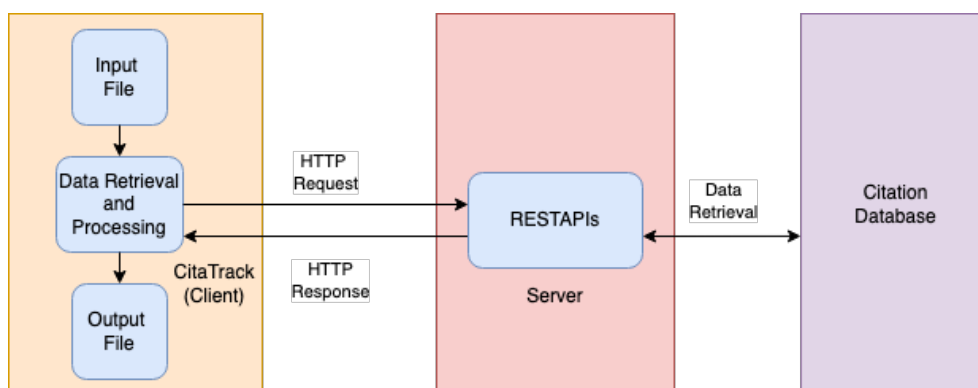 Input
File
Data Retrieval
and
Processing
CitaTrack
(Client)
Output
File
HTTP
Request
HTTP
Response
RESTAPIs
Server
Data
Retrieval
Citation
Database